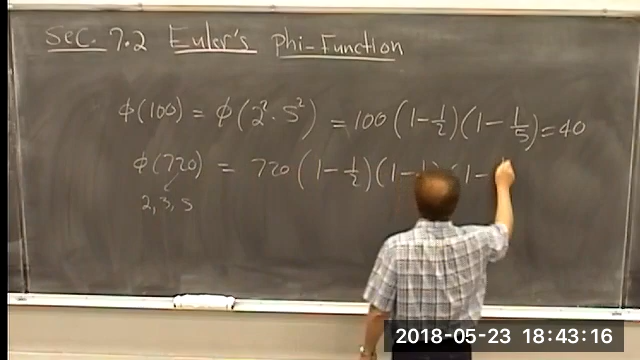 Sec. 7.2 Euler's Phi-Function
φ(100) = φ(2² · 5²) = 100 (1 - 1/2)(1 - 1/5) = 40
φ(720) = 720 (1 - 1/2)(1 - (1 -
2, 3, 5
2018-05-23 18:43:16